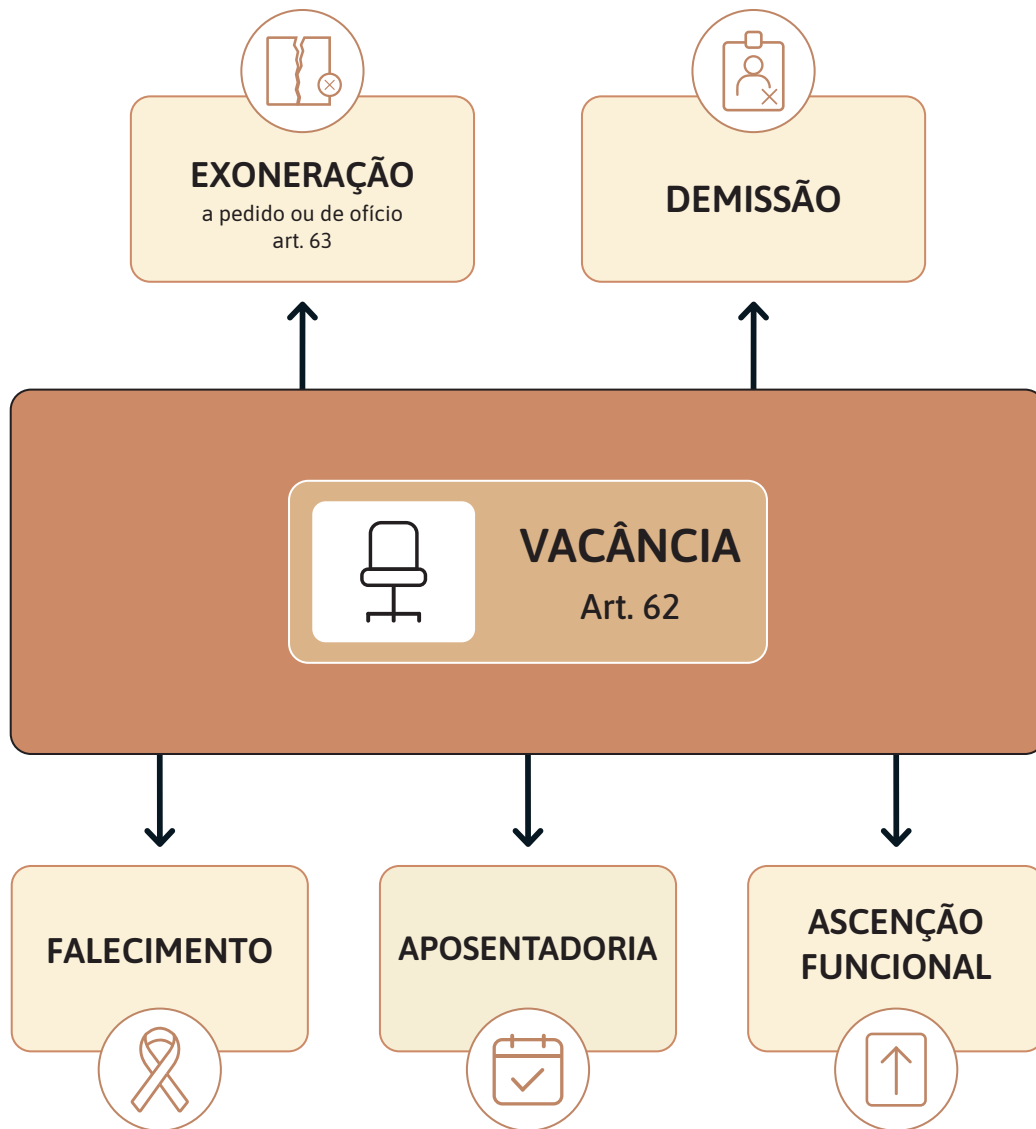 EXONERAÇÃO
a pedido ou de ofício
art. 63
DEMISSÃO
VACÂNCIA
Art. 62
FALECIMENTO
APOSENTADORIA
ASCENÇÃO
FUNCIONAL